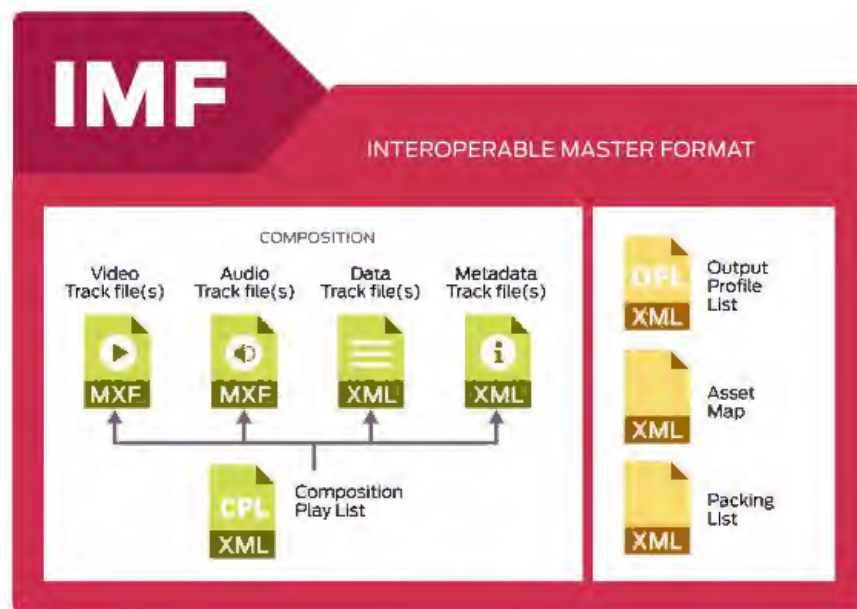 IMF
INTEROPERABLE MASTER FORMAT
COMPOSITION
Video
Track file(s)
Audio
Track file(s)
Data
Track file(s)
Metadata
Track file(s)
MXF
MXF
XML
XML
CPL
XML
Composition
Play List
OPL
XML
Output
Profile
List
XML
Asset
Map
XML
Packing
List